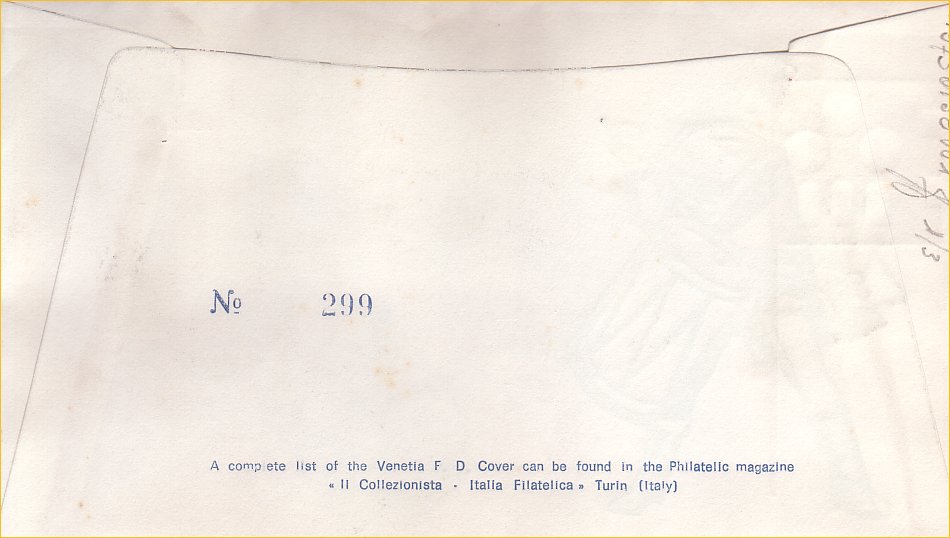 № 299
A complete list of the Venetia F D Cover can be found in the Philatelic magazine
« Il Collezionista - Italia Filatelica » Turin (Italy)